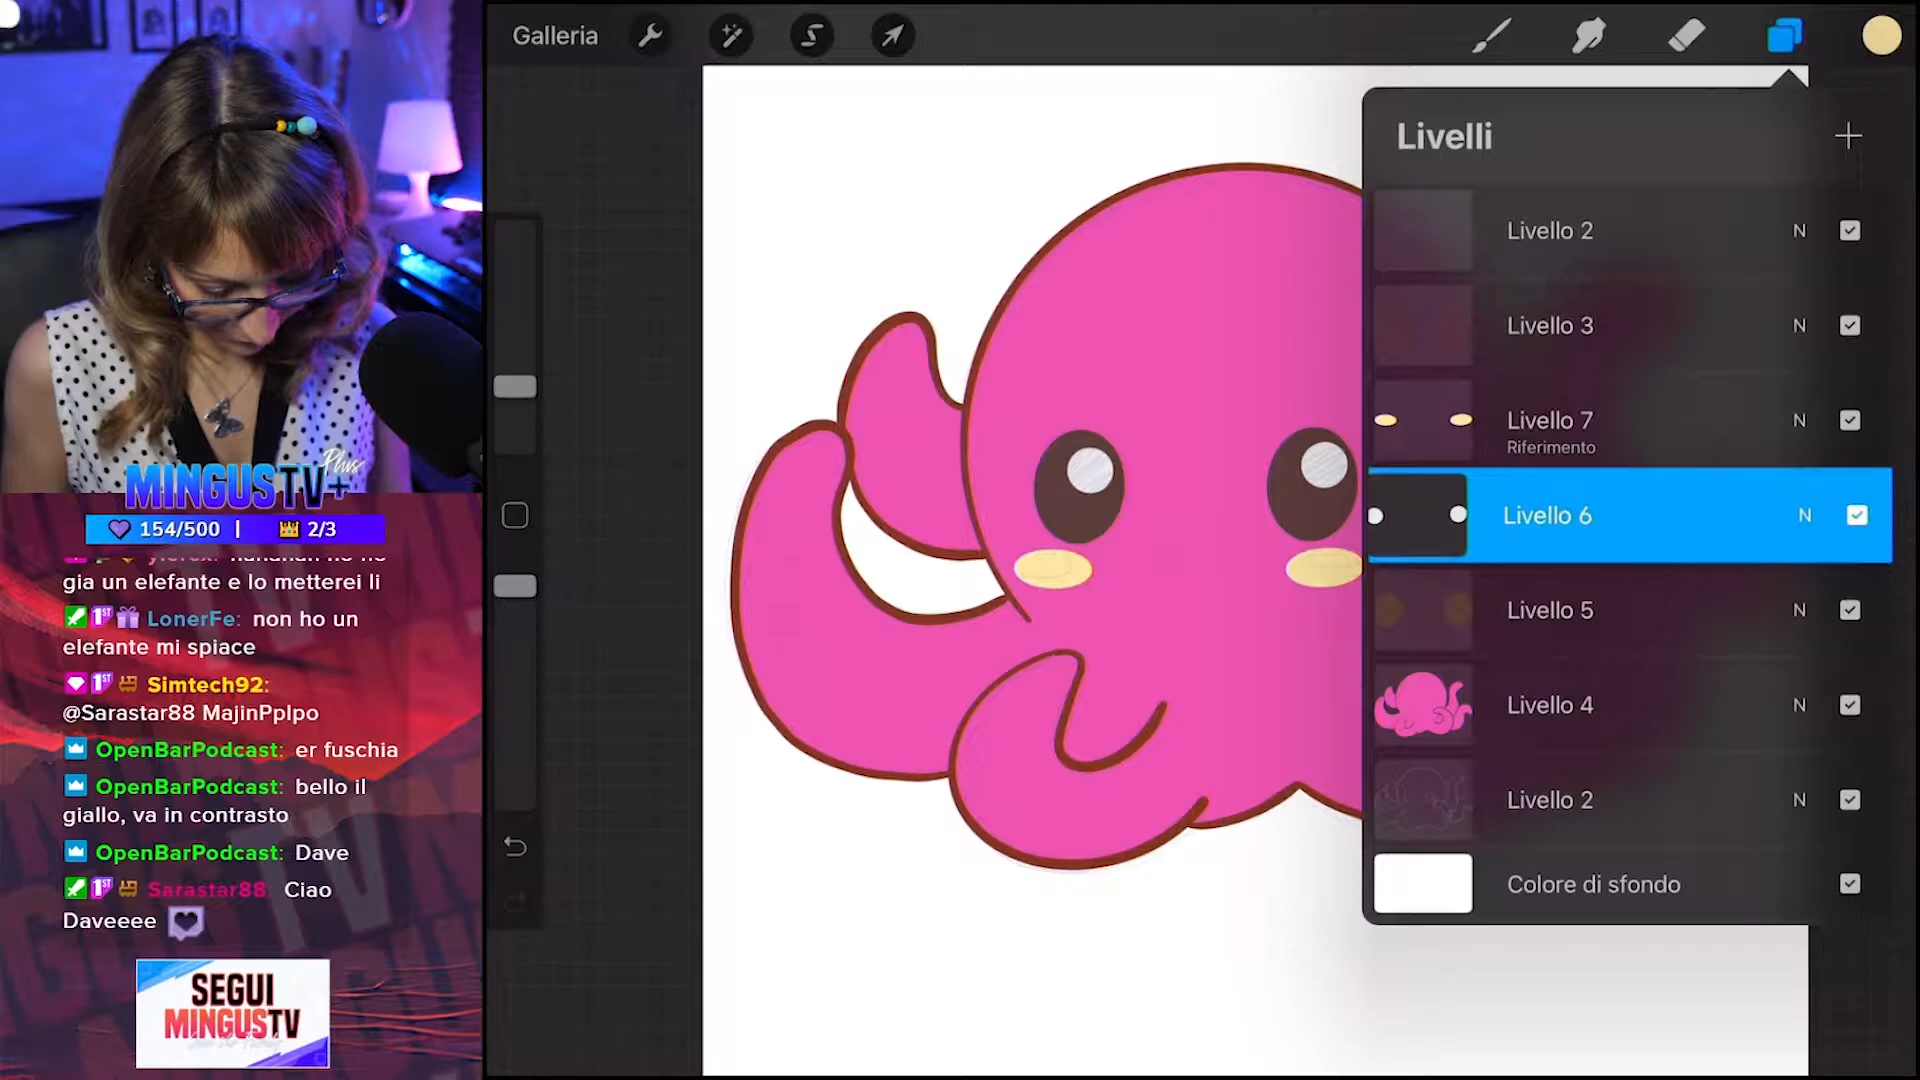 Galleria
Livelli
Livello 2 N
Livello 3 N
Livello 7 N
Riferimento
Livello 6 N
Livello 5 N
Livello 4 N
Livello 2 N
Colore di sfondo
MINGUSTV+
Plus
154/500 | 2/3
gia un elefante e lo metterei li
1ST LonerFe: non ho un
elefante mi spiace
1ST Simtech92:
@Sarastar88 MajinPplpo
OpenBarPodcast: er fuschia
OpenBarPodcast: bello il
giallo, va in contrasto
OpenBarPodcast: Dave
1ST Sarastar88: Ciao
Daveeee
SEGUI
MINGUSTV